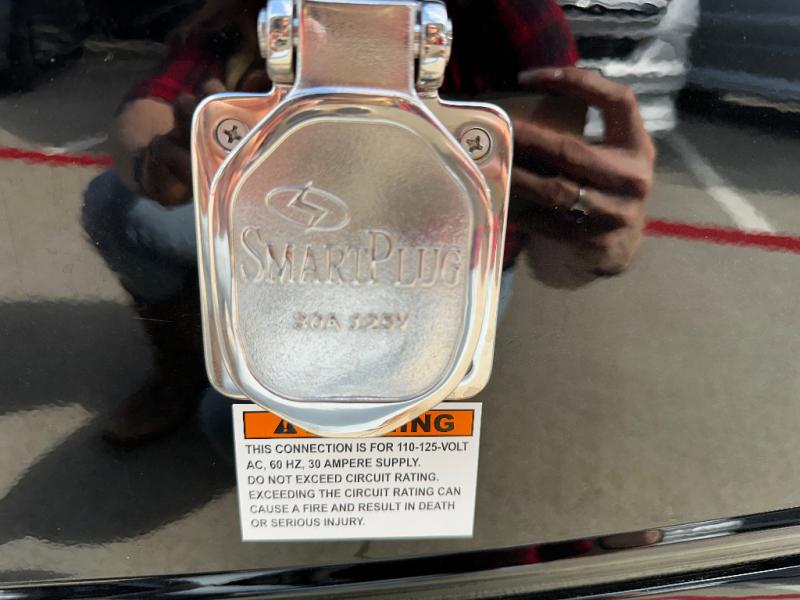 SMARTPLUG
30A 125V
THIS CONNECTION IS FOR 110-125-VOLT
AC, 60 HZ, 30 AMPERE SUPPLY.
DO NOT EXCEED CIRCUIT RATING.
EXCEEDING THE CIRCUIT RATING CAN
CAUSE A FIRE AND RESULT IN DEATH
OR SERIOUS INJURY.